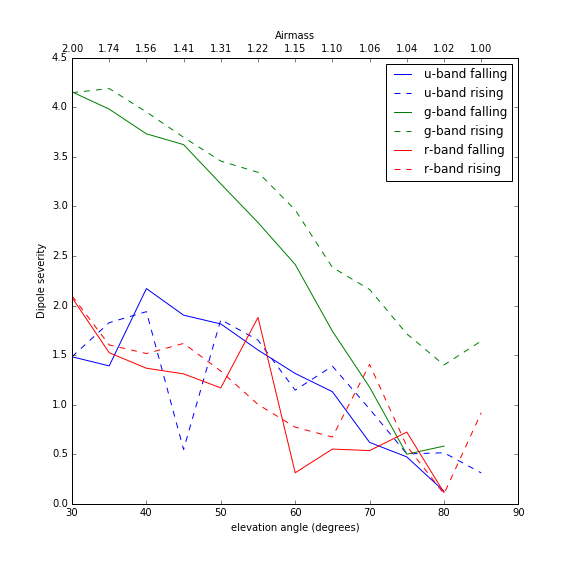 Airmass
2.00 1.74 1.56 1.41 1.31 1.22 1.15 1.10 1.06 1.04 1.02 1.00
4.5
4.0
3.5
3.0
2.5
2.0
1.5
1.0
0.5
0.0
Dipole severity
u-band falling
u-band rising
g-band falling
g-band rising
r-band falling
r-band rising
30 40 50 60 70 80 90
elevation angle (degrees)